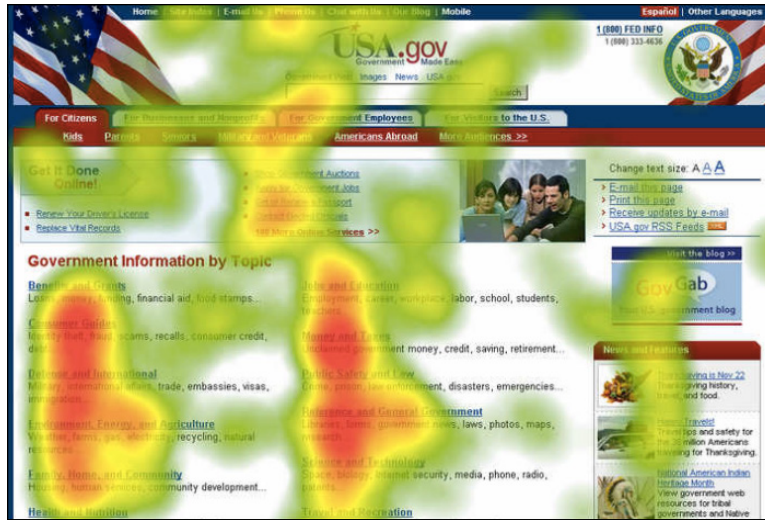 Home | Site Index | E-mail Us | Phone Us | Chat with Us | Our Blog | Mobile
Español | Other Languages
1 (800) FED INFO
1 (800) 333-4636
USA.gov
Government Made Easy
Government Web Images News USA.gov
Search
For Citizens
For Businesses and Nonprofits
For Government Employees
For Visitors to the U.S.
Kids Parents Seniors Military and Veterans Americans Abroad More Audiences >>
Get It Done
Online!
Renew Your Driver's License
Replace Vital Records
Shop Government Auctions
Apply for Government Jobs
Get or Renew a Passport
Contact Elected Officials
More Online Services >>
Change text size: A A A
E-mail this page
Print this page
Receive updates by e-mail
USA.gov RSS Feeds
Visit the blog >>
Gov Gab
Your U.S. government blog
Government Information by Topic
Benefits and Grants
Loans, money, funding, financial aid, food stamps...
Consumer Guides
Identity theft, fraud, scams, recalls, consumer credit,
debt...
Defense and International
Military, international affairs, trade, embassies, visas,
immigration...
Environment, Energy, and Agriculture
Weather, farms, gas, electricity, recycling, natural
resources...
Family, Home, and Community
Housing, human services, community development...
Health and Nutrition
Jobs and Education
Employment, career, workplace, labor, school, students,
teachers
Money and Taxes
Unclaimed government money, credit, saving, retirement...
Public Safety and Law
Crime, prison, law enforcement, disasters, emergencies...
Reference and General Government
Libraries, forms, government news, laws, photos, maps,
research...
Science and Technology
Space, biology, internet security, media, phone, radio,
patents...
Travel and Recreation
News and Features
Thanksgiving is Nov 22
Thanksgiving history,
travel, and food.
Happy Travels!
Travel tips and safety for
the 38 million Americans
traveling for Thanksgiving.
National American Indian
Heritage Month
View government web
resources for tribal
governments and Native